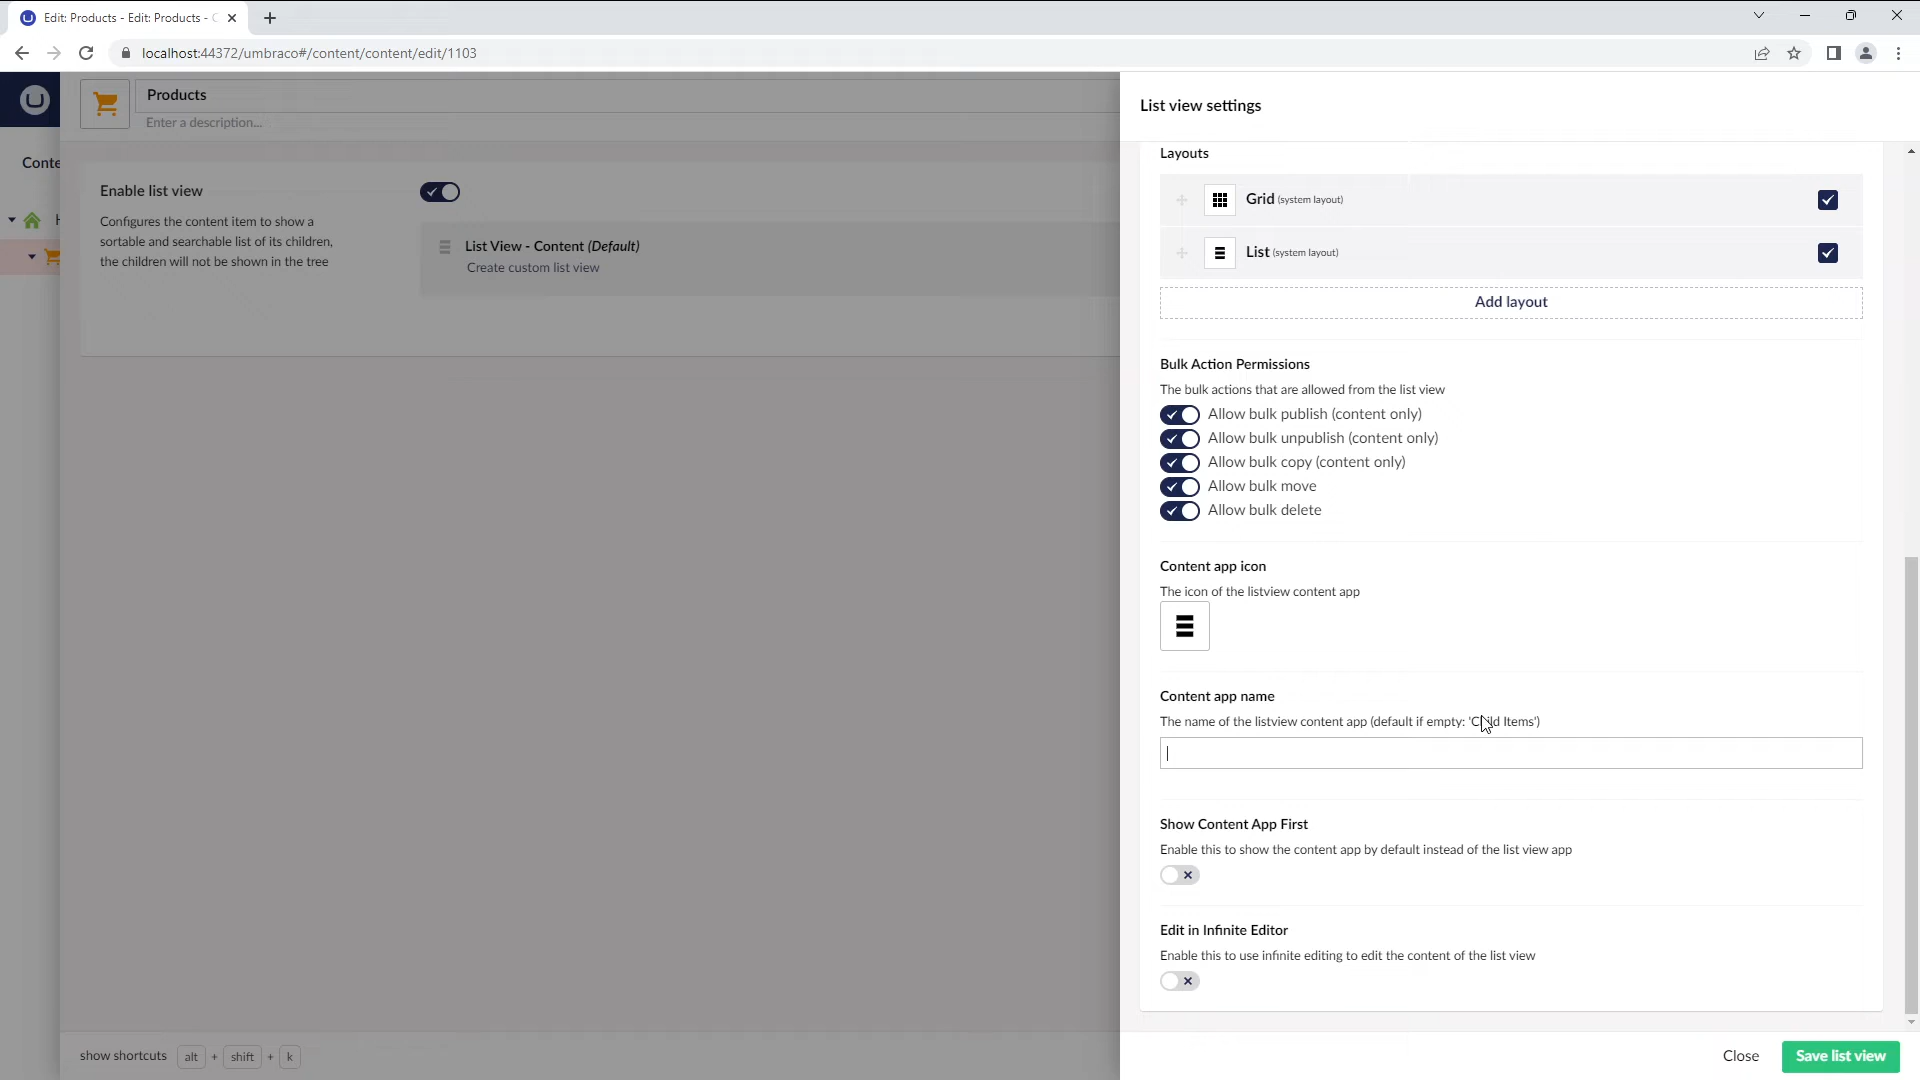 Edit: Products - Edit: Products - C
localhost:44372/umbraco#/content/content/edit/1103
Products
Enter a description...
List view settings
Conte
Enable list view
Configures the content item to show a
sortable and searchable list of its children,
the children will not be shown in the tree
List View - Content (Default)
Create custom list view
Layouts
Grid (system layout)
List (system layout)
Add layout
Bulk Action Permissions
The bulk actions that are allowed from the list view
Allow bulk publish (content only)
Allow bulk unpublish (content only)
Allow bulk copy (content only)
Allow bulk move
Allow bulk delete
Content app icon
The icon of the listview content app
Content app name
The name of the listview content app (default if empty: 'Child Items')
Show Content App First
Enable this to show the content app by default instead of the list view app
Edit in Infinite Editor
Enable this to use infinite editing to edit the content of the list view
show shortcuts alt + shift + k
Close Save list view